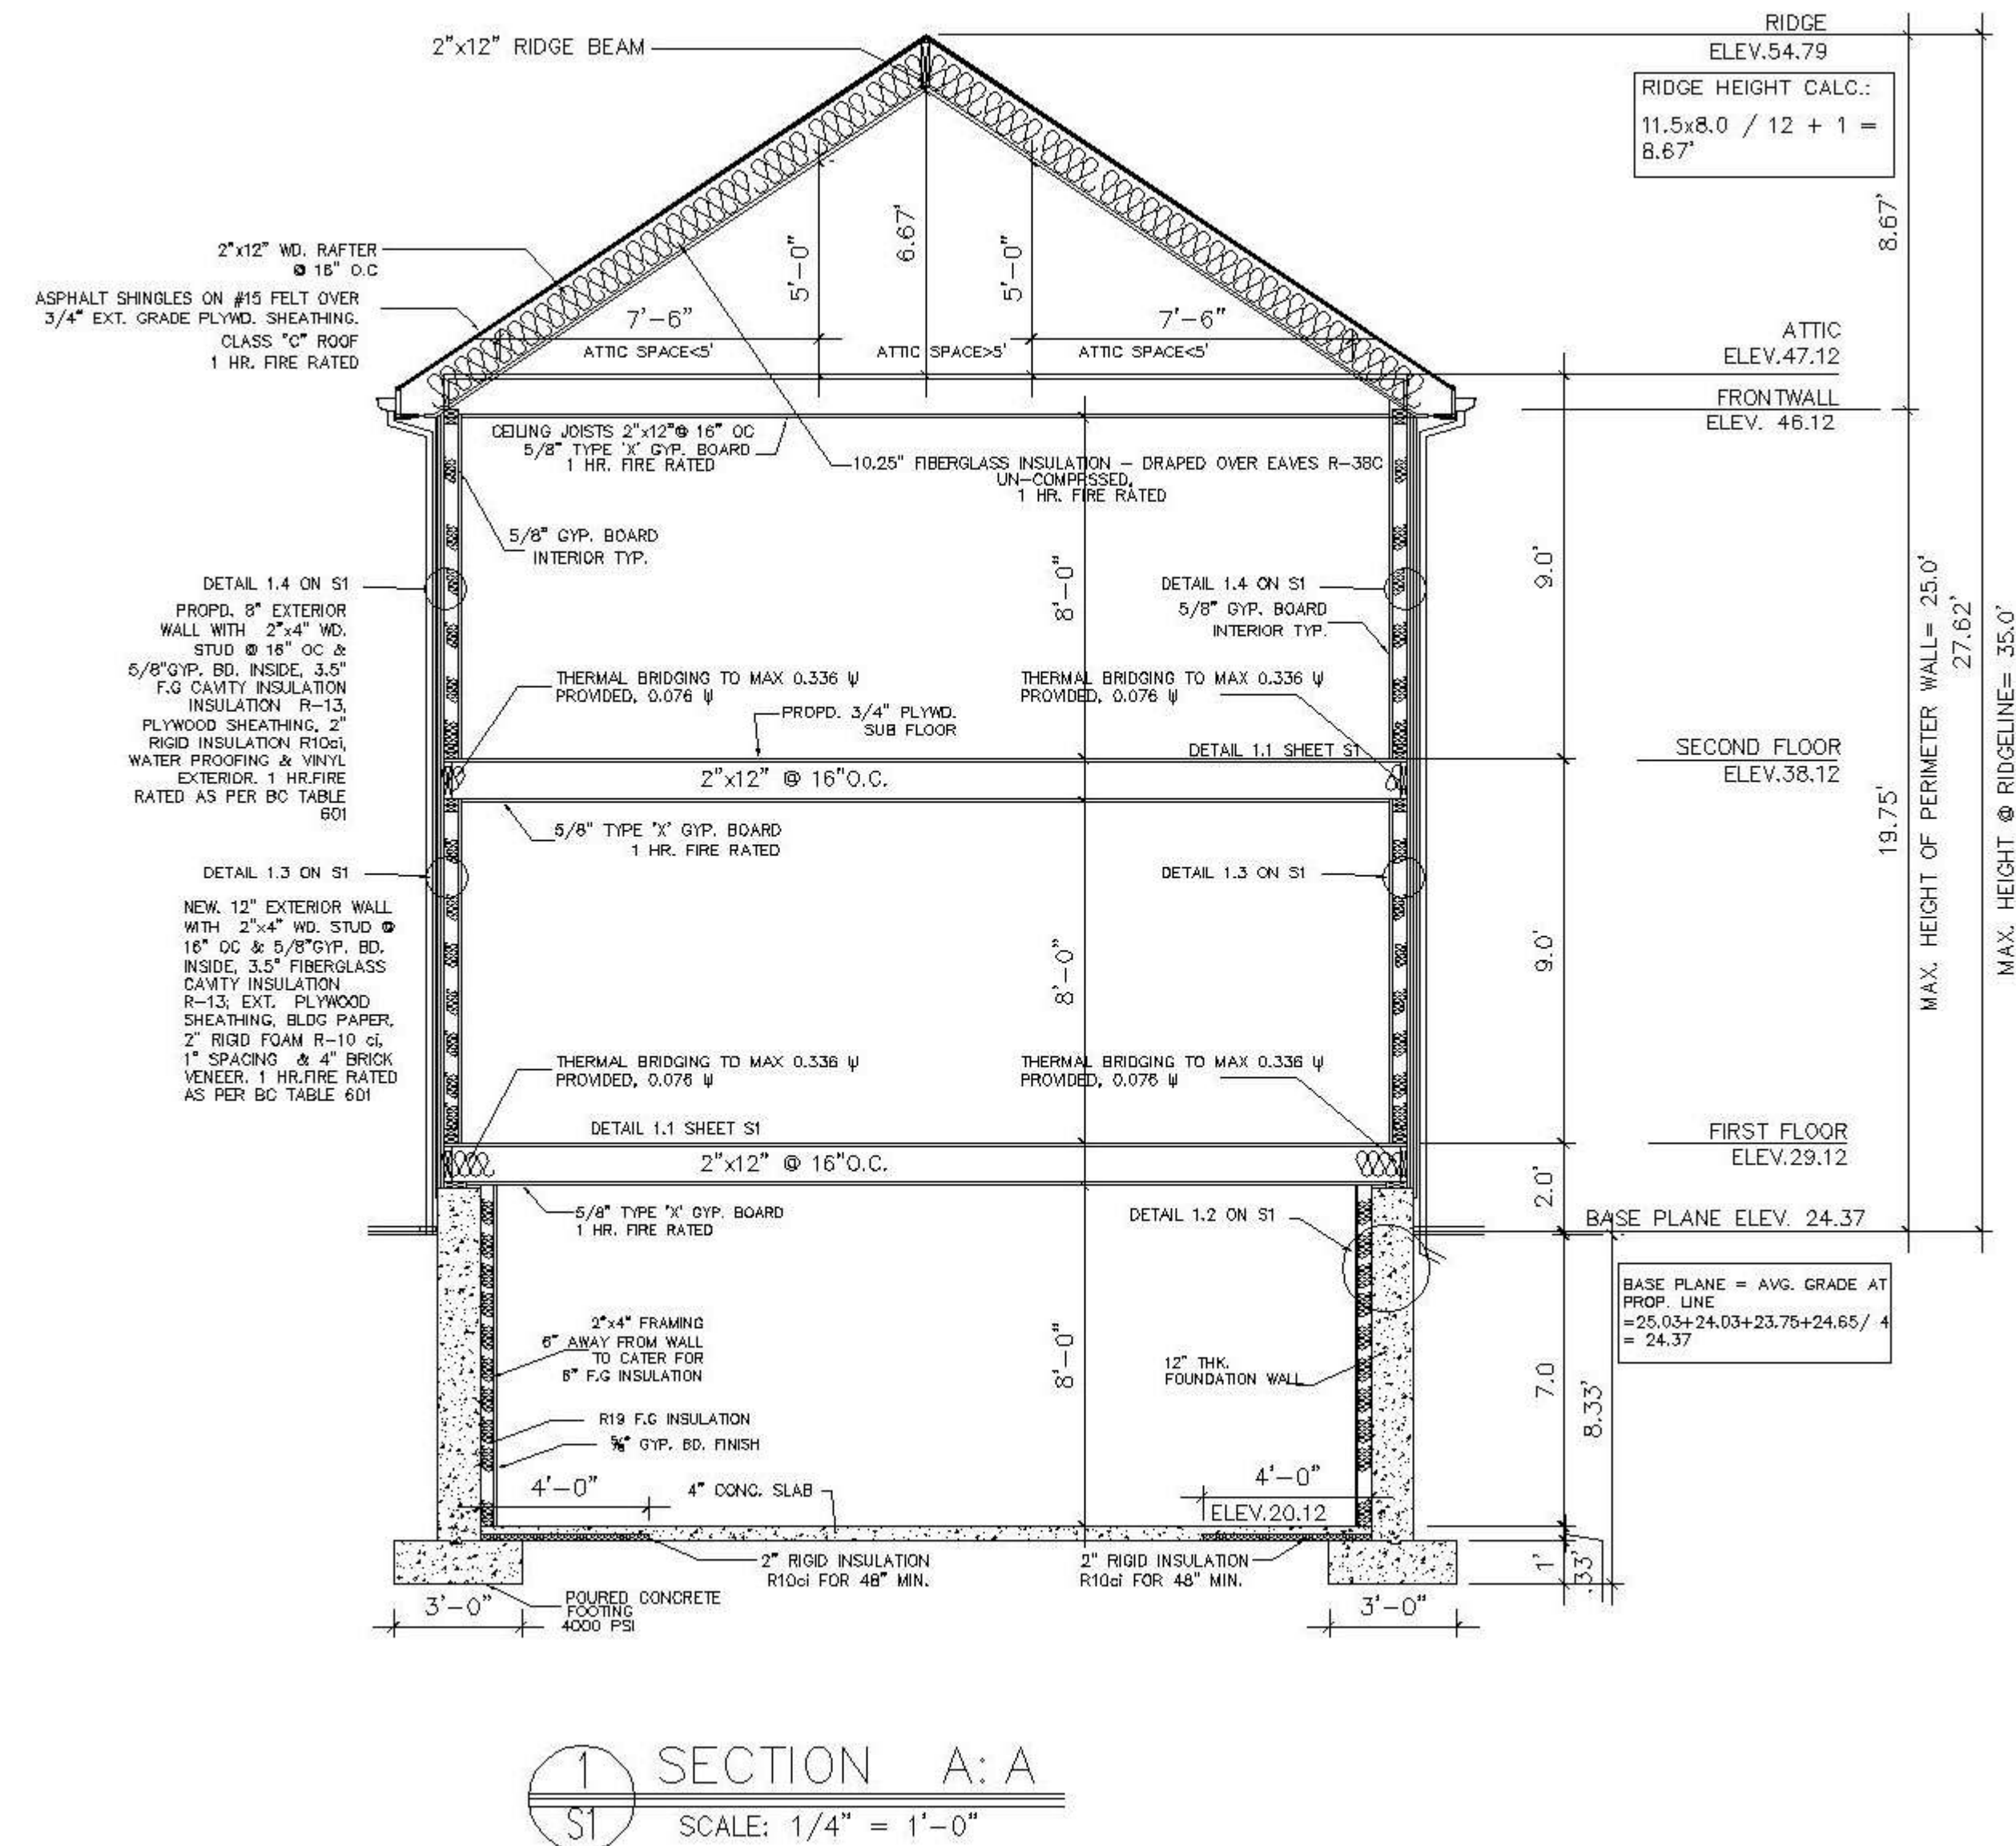 2"x12" RIDGE BEAM
RIDGE
ELEV.54.79
RIDGE HEIGHT CALC.:
11.5x8.0 / 12 + 1 =
8.67'
8.67'
2"x12" WD. RAFTER
@ 16" O.C
ASPHALT SHINGLES ON #15 FELT OVER
3/4" EXT. GRADE PLYWD. SHEATHING.
CLASS "C" ROOF
1 HR. FIRE RATED
5'-0"
6.67'
5'-0"
7'-6"
7'-6"
ATTIC SPACE<5'
ATTIC SPACE>5'
ATTIC SPACE<5'
ATTIC
ELEV.47.12
FRONTWALL
ELEV. 46.12
CEILING JOISTS 2"x12"@ 16" OC
5/8" TYPE 'X' GYP. BOARD
1 HR. FIRE RATED
10.25" FIBERGLASS INSULATION - DRAPED OVER EAVES R-38C
UN-COMPRSSED,
1 HR. FIRE RATED
5/8" GYP. BOARD
INTERIOR TYP.
8'-0"
9.0'
DETAIL 1.4 ON S1
DETAIL 1.4 ON S1
5/8" GYP. BOARD
INTERIOR TYP.
PROPD. 8" EXTERIOR
WALL WITH 2"x4" WD.
STUD @ 16" OC &
5/8"GYP. BD. INSIDE, 3.5"
F.G CAVITY INSULATION
INSULATION R-13,
PLYWOOD SHEATHING, 2"
RIGID INSULATION R10ci,
WATER PROOFING & VINYL
EXTERIOR. 1 HR.FIRE
RATED AS PER BC TABLE
601
THERMAL BRIDGING TO MAX 0.336 ψ
PROVIDED, 0.076 ψ
THERMAL BRIDGING TO MAX 0.336 ψ
PROVIDED, 0.076 ψ
PROPD. 3/4" PLYWD.
SUB FLOOR
DETAIL 1.1 SHEET S1
2"x12" @ 16"O.C.
SECOND FLOOR
ELEV.38.12
MAX. HEIGHT OF PERIMETER WALL= 25.0'
27.62'
MAX. HEIGHT @ RIDGELINE= 35.0'
19.75'
5/8" TYPE 'X' GYP. BOARD
1 HR. FIRE RATED
DETAIL 1.3 ON S1
DETAIL 1.3 ON S1
NEW. 12" EXTERIOR WALL
WITH 2"x4" WD. STUD @
16" OC & 5/8"GYP. BD.
INSIDE, 3.5" FIBERGLASS
CAVITY INSULATION
R-13; EXT. PLYWOOD
SHEATHING, BLDG PAPER,
2" RIGID FOAM R-10 ci,
1" SPACING & 4" BRICK
VENEER. 1 HR.FIRE RATED
AS PER BC TABLE 601
8'-0"
9.0'
THERMAL BRIDGING TO MAX 0.336 ψ
PROVIDED, 0.076 ψ
THERMAL BRIDGING TO MAX 0.336 ψ
PROVIDED, 0.076 ψ
DETAIL 1.1 SHEET S1
2"x12" @ 16"O.C.
FIRST FLOOR
ELEV.29.12
2.0'
5/8" TYPE 'X' GYP. BOARD
1 HR. FIRE RATED
DETAIL 1.2 ON S1
BASE PLANE ELEV. 24.37
BASE PLANE = AVG. GRADE AT
PROP. LINE
=25.03+24.03+23.75+24.65/ 4
= 24.37
2"x4" FRAMING
6" AWAY FROM WALL
TO CATER FOR
6" F.G INSULATION
8'-0"
12" THK.
FOUNDATION WALL
7.0
8.33'
R19 F.G INSULATION
5/8" GYP. BD. FINISH
4'-0"
4" CONC. SLAB
4'-0"
ELEV.20.12
2" RIGID INSULATION
R10ci FOR 48" MIN.
2" RIGID INSULATION
R10ci FOR 48" MIN.
1'
.33'
3'-0"
POURED CONCRETE
FOOTING
4000 PSI
3'-0"
1
S1
SECTION A: A
SCALE: 1/4" = 1'-0"